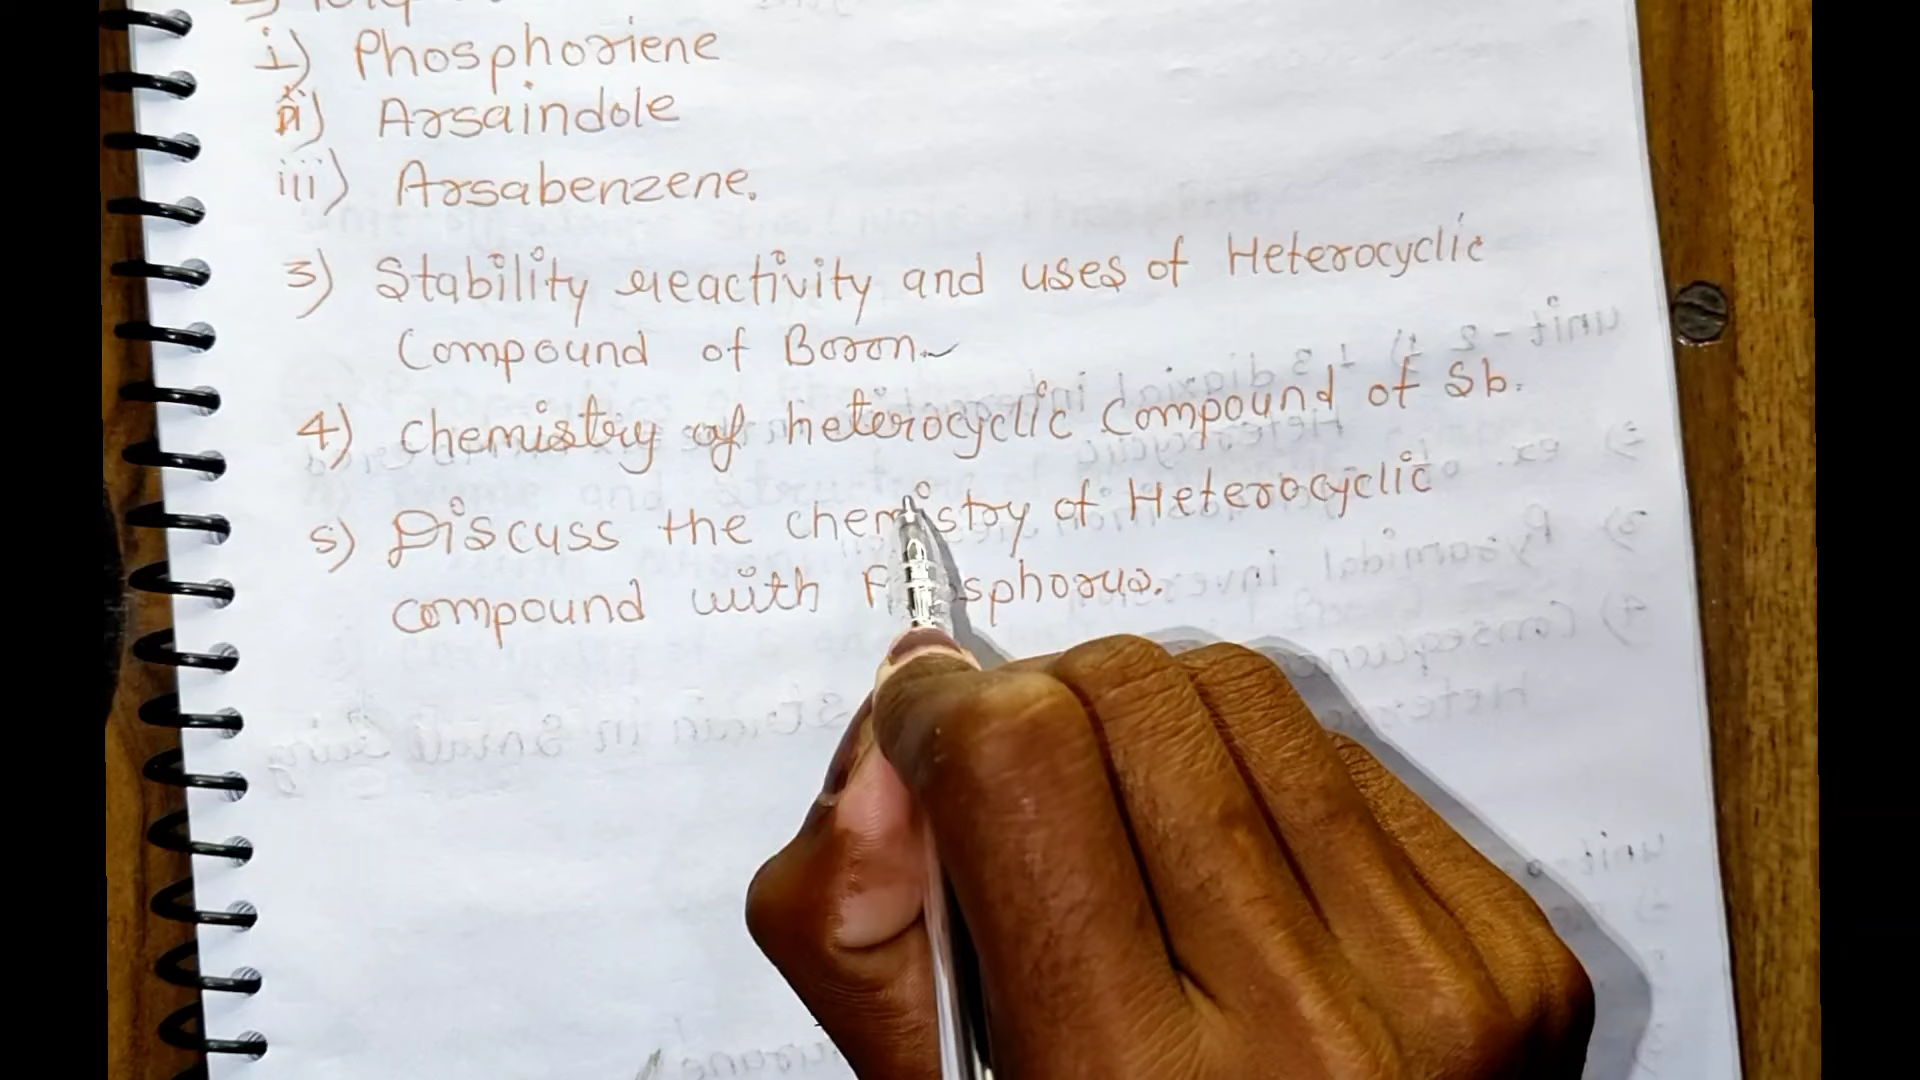 i) Phosphoriene
ii) Arsaindole
iii) Arsabenzene.
3) Stability reactivity and uses of Heterocyclic
Compound of Boron.
4) Chemistry of heterocyclic Compound of Sb.
5) Discuss the chemistry of Heterocyclic
compound with Phosphorus.